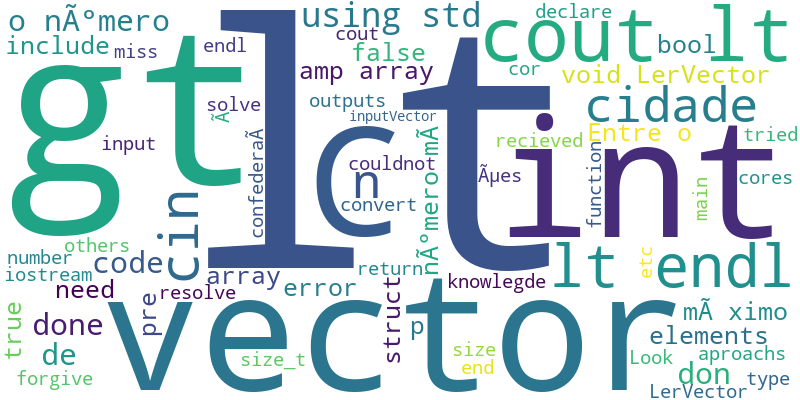 o nÃºmero
include
miss
endl
using std
cout
false
amp array
declare
cout lt
bool
void LerVector
cor
gt
lt
solve
Ã
outputs
inputVector
cidade
Entre o
tried
recieved
int
input
confederaÃ
c
couldnot
n
convert
nÃºmero mÃ
Ãµes
function
main
cores
cin
others
number
iostream
code
array
return
knowlegde
lt
endl
etc
need
resolve
error
pre
vector
struct
p
true
done
de
forgive
size_t
size
end
mÃ ximo
elements
Look
aproachs
don
type
LerVector